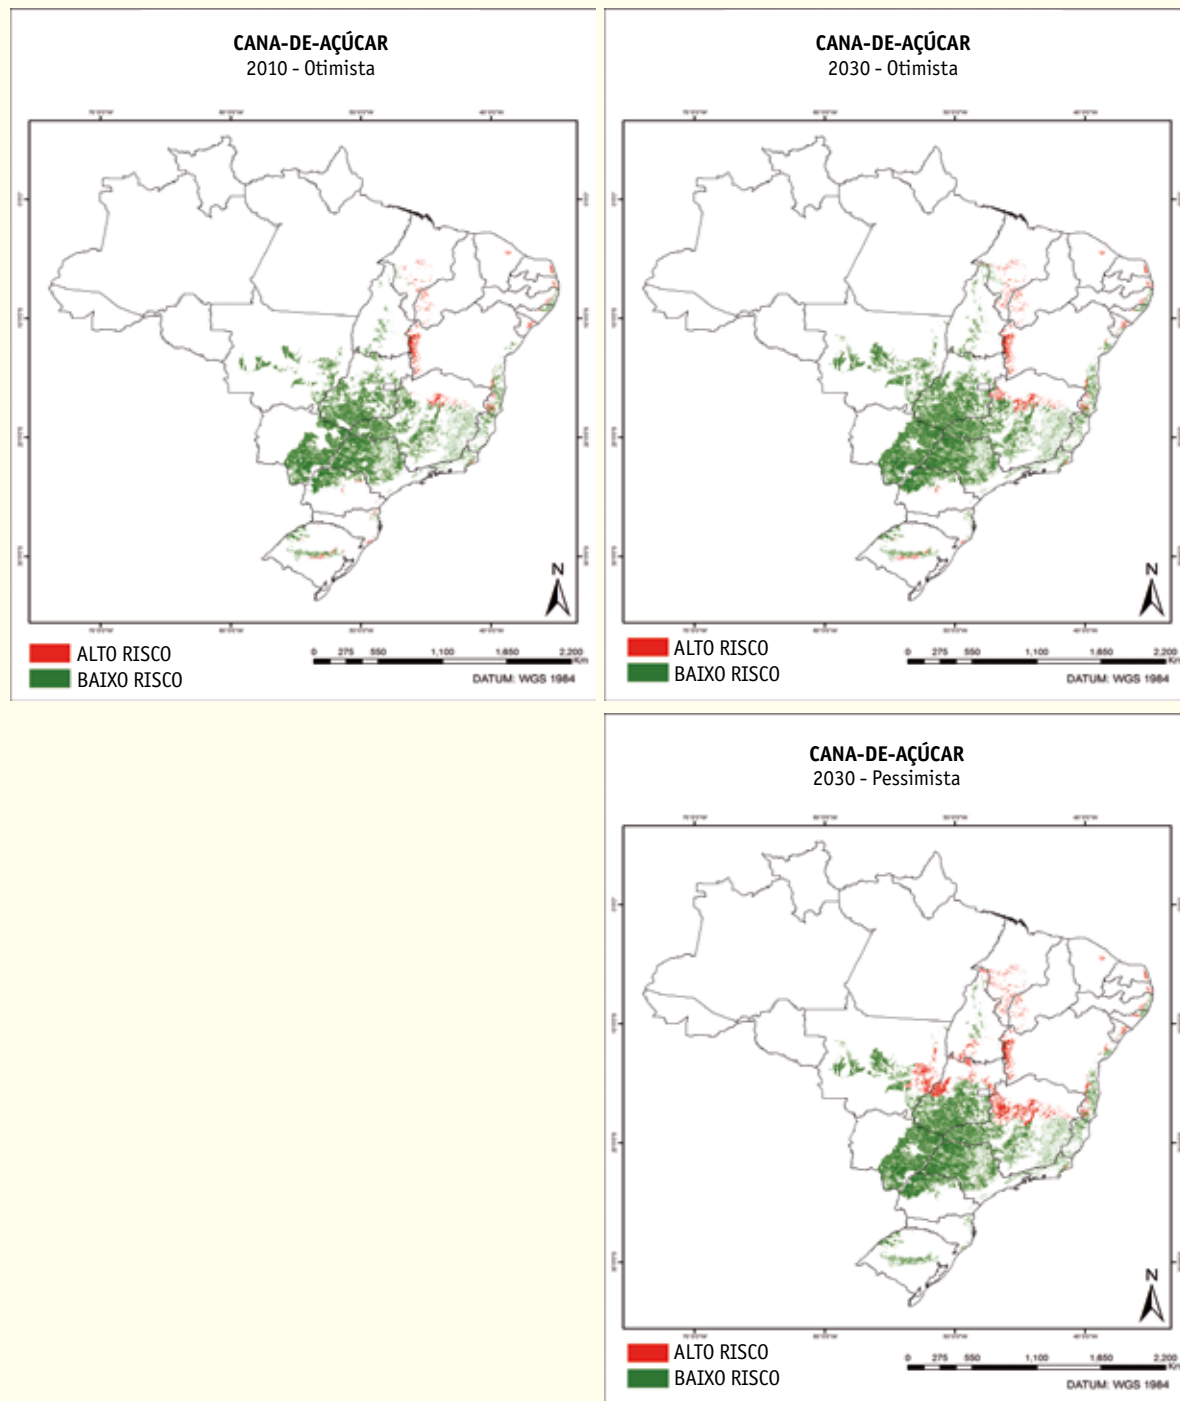 CANA-DE-AÇÚCAR
2010 - Otimista
N
ALTO RISCO
BAIXO RISCO
0 275 550 1,100 1,650 2,200
Km
DATUM: WGS 1984
CANA-DE-AÇÚCAR
2030 - Otimista
N
ALTO RISCO
BAIXO RISCO
0 275 550 1,100 1,650 2,200
Km
DATUM: WGS 1984
CANA-DE-AÇÚCAR
2030 - Pessimista
N
ALTO RISCO
BAIXO RISCO
0 275 550 1,100 1,650 2,200
Km
DATUM: WGS 1984